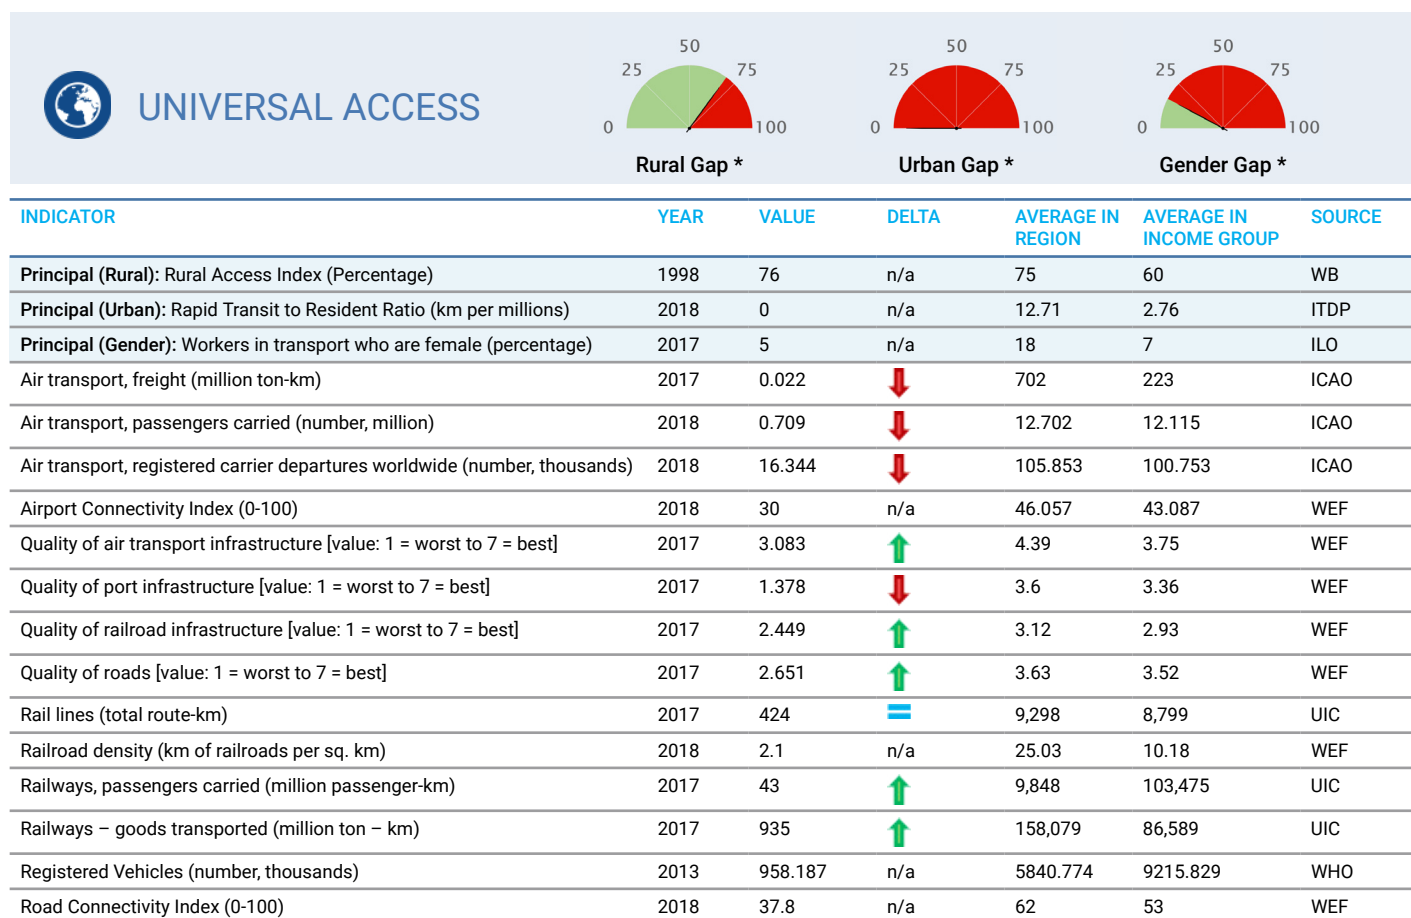 UNIVERSAL ACCESS
0 25 50 75 100
Rural Gap *
0 25 50 75 100
Urban Gap *
0 25 50 75 100
Gender Gap *
INDICATOR YEAR VALUE DELTA AVERAGE IN REGION AVERAGE IN INCOME GROUP SOURCE
Principal (Rural): Rural Access Index (Percentage) 1998 76 n/a 75 60 WB
Principal (Urban): Rapid Transit to Resident Ratio (km per millions) 2018 0 n/a 12.71 2.76 ITDP
Principal (Gender): Workers in transport who are female (percentage) 2017 5 n/a 18 7 ILO
Air transport, freight (million ton-km) 2017 0.022 702 223 ICAO
Air transport, passengers carried (number, million) 2018 0.709 12.702 12.115 ICAO
Air transport, registered carrier departures worldwide (number, thousands) 2018 16.344 105.853 100.753 ICAO
Airport Connectivity Index (0-100) 2018 30 n/a 46.057 43.087 WEF
Quality of air transport infrastructure [value: 1 = worst to 7 = best] 2017 3.083 4.39 3.75 WEF
Quality of port infrastructure [value: 1 = worst to 7 = best] 2017 1.378 3.6 3.36 WEF
Quality of railroad infrastructure [value: 1 = worst to 7 = best] 2017 2.449 3.12 2.93 WEF
Quality of roads [value: 1 = worst to 7 = best] 2017 2.651 3.63 3.52 WEF
Rail lines (total route-km) 2017 424 9,298 8,799 UIC
Railroad density (km of railroads per sq. km) 2018 2.1 n/a 25.03 10.18 WEF
Railways, passengers carried (million passenger-km) 2017 43 9,848 103,475 UIC
Railways – goods transported (million ton – km) 2017 935 158,079 86,589 UIC
Registered Vehicles (number, thousands) 2013 958.187 n/a 5840.774 9215.829 WHO
Road Connectivity Index (0-100) 2018 37.8 n/a 62 53 WEF